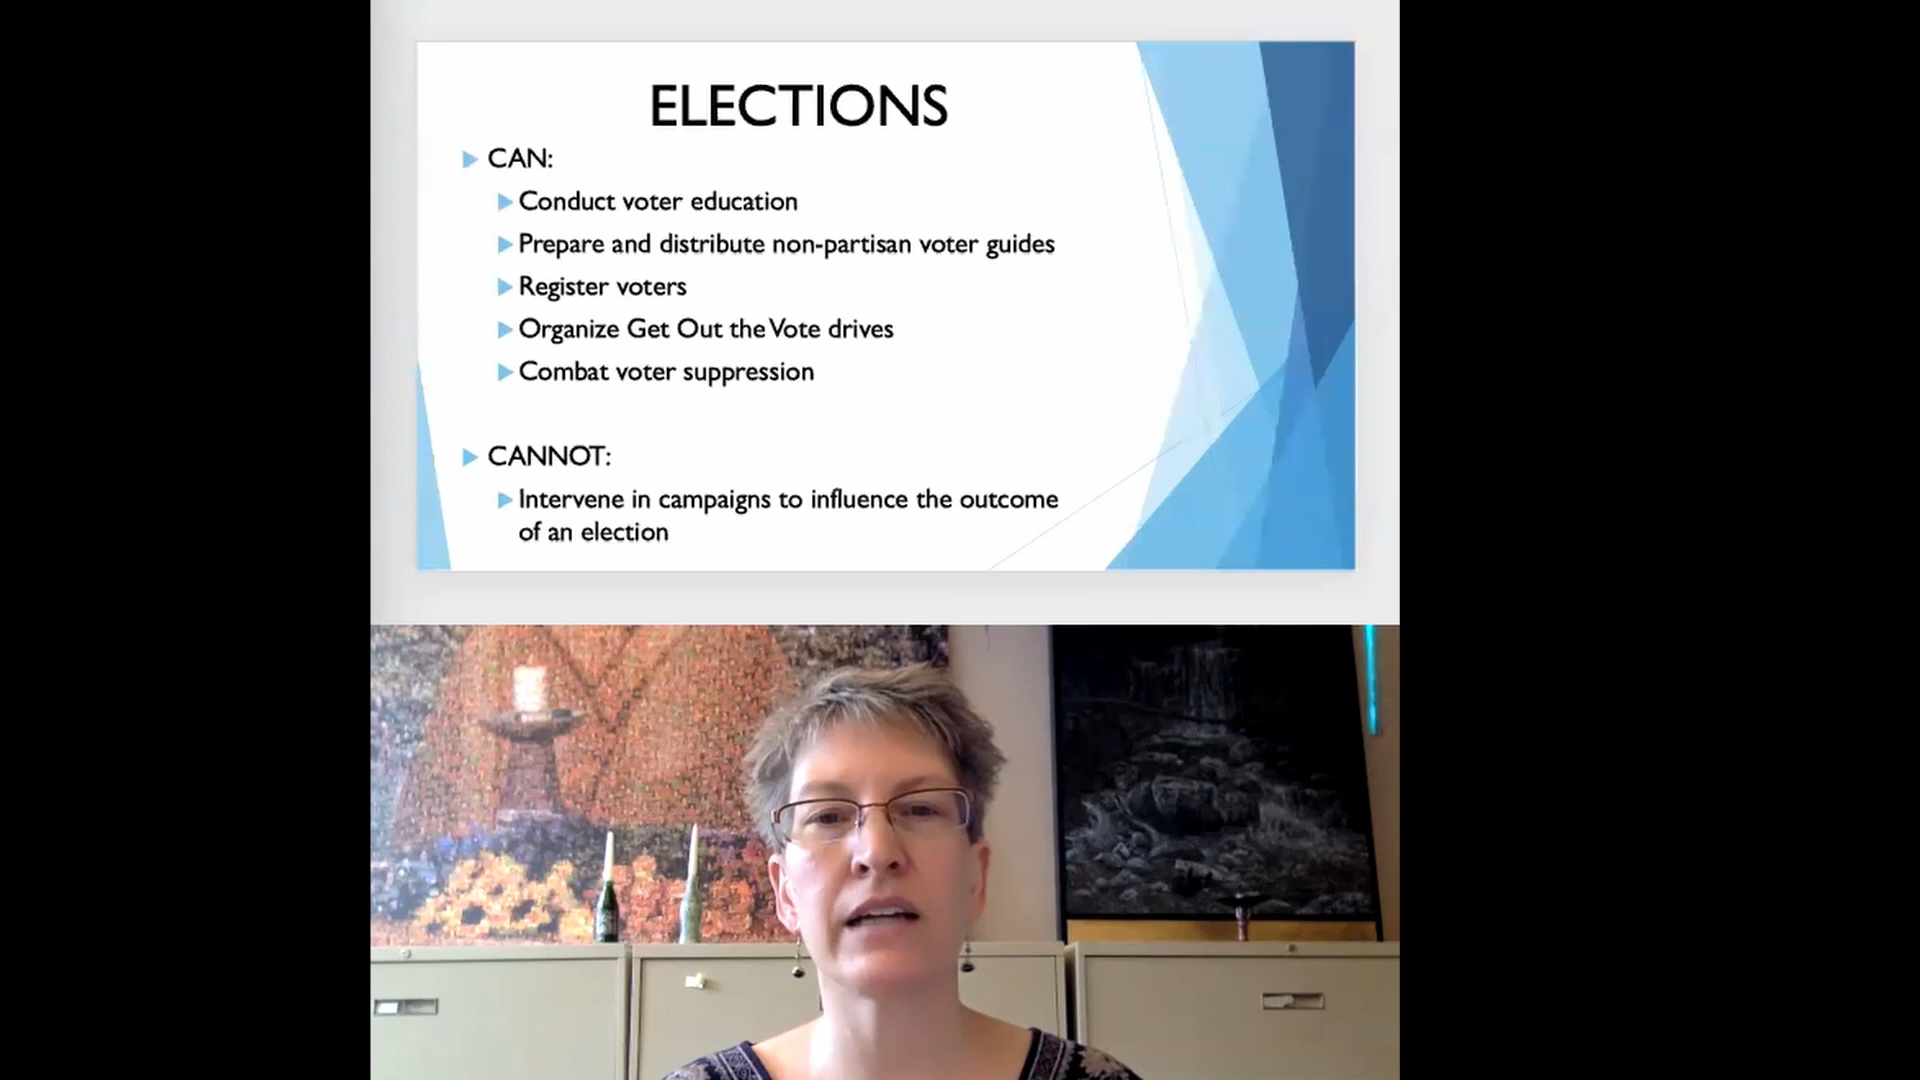 ELECTIONS
CAN:
Conduct voter education
Prepare and distribute non-partisan voter guides
Register voters
Organize Get Out the Vote drives
Combat voter suppression
CANNOT:
Intervene in campaigns to influence the outcome
of an election